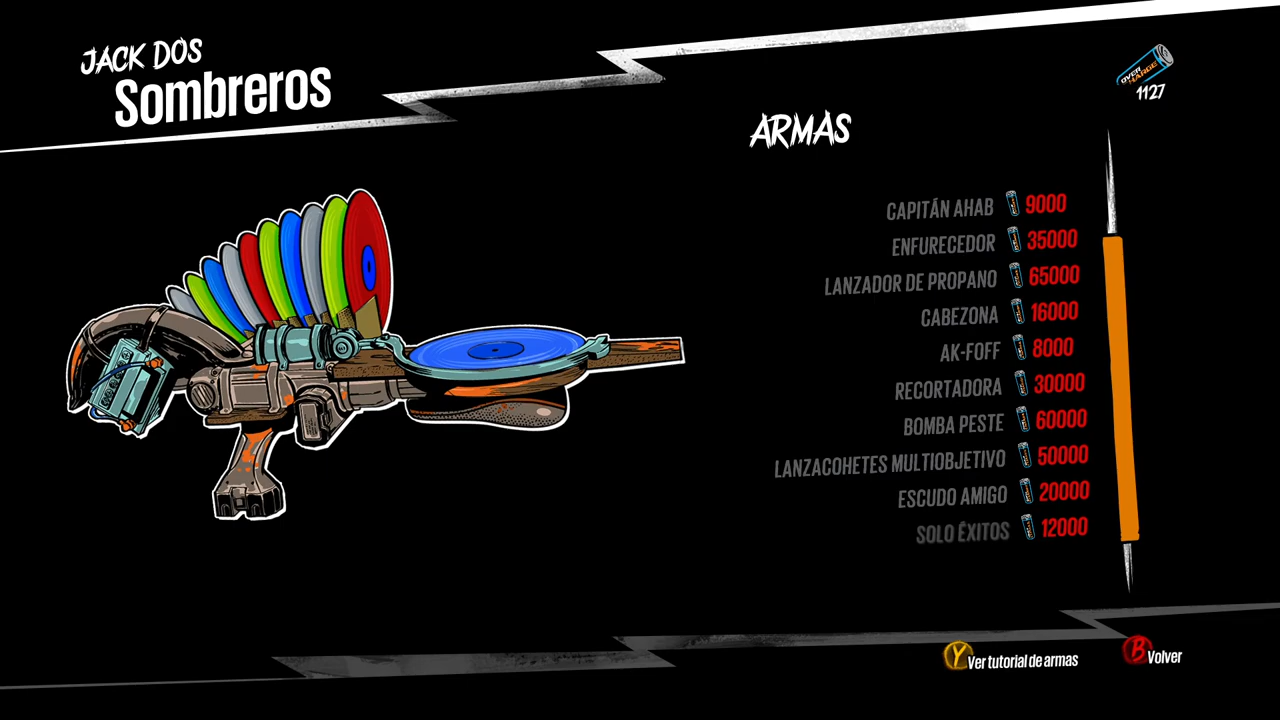 JACK DOS
Sombreros
OVER
CHARGE
1127
ARMAS
CAPITÁN AHAB 9000
ENFURECEDOR 35000
LANZADOR DE PROPANO 65000
CABEZONA 16000
AK-FOFF 8000
RECORTADORA 30000
BOMBA PESTE 60000
LANZACOHETES MULTIOBJETIVO 50000
ESCUDO AMIGO 20000
SOLO ÉXITOS 12000
Y Ver tutorial de armas
B Volver